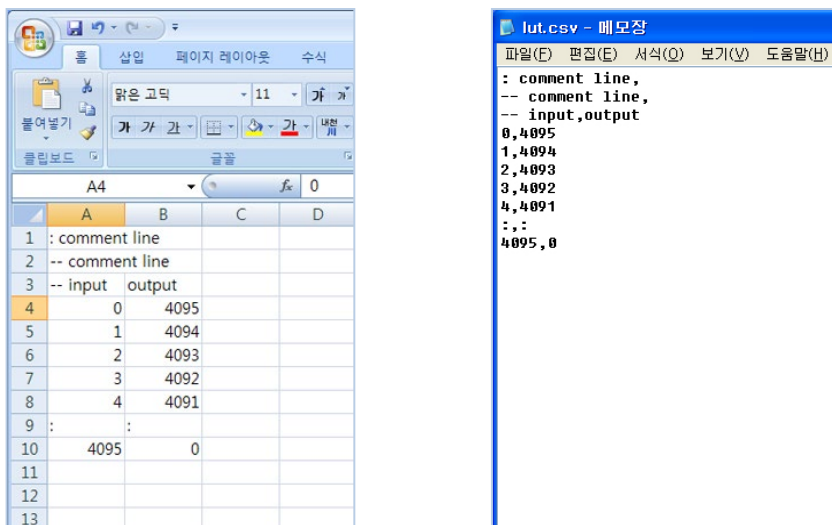 홈 삽입 페이지 레이아웃 수식
붙여넣기
맑은 고딕 11 가 가
가 가 가 가 내천
클립보드 글꼴
A4 fx 0
A B C D
1 : comment line
2 -- comment line
3 -- input output
4 0 4095
5 1 4094
6 2 4093
7 3 4092
8 4 4091
9 : :
10 4095 0
11
12
13
lut.csv - 메모장
파일(F) 편집(E) 서식(O) 보기(V) 도움말(H)
: comment line,
-- comment line,
-- input,output
0,4095
1,4094
2,4093
3,4092
4,4091
:,:
4095,0